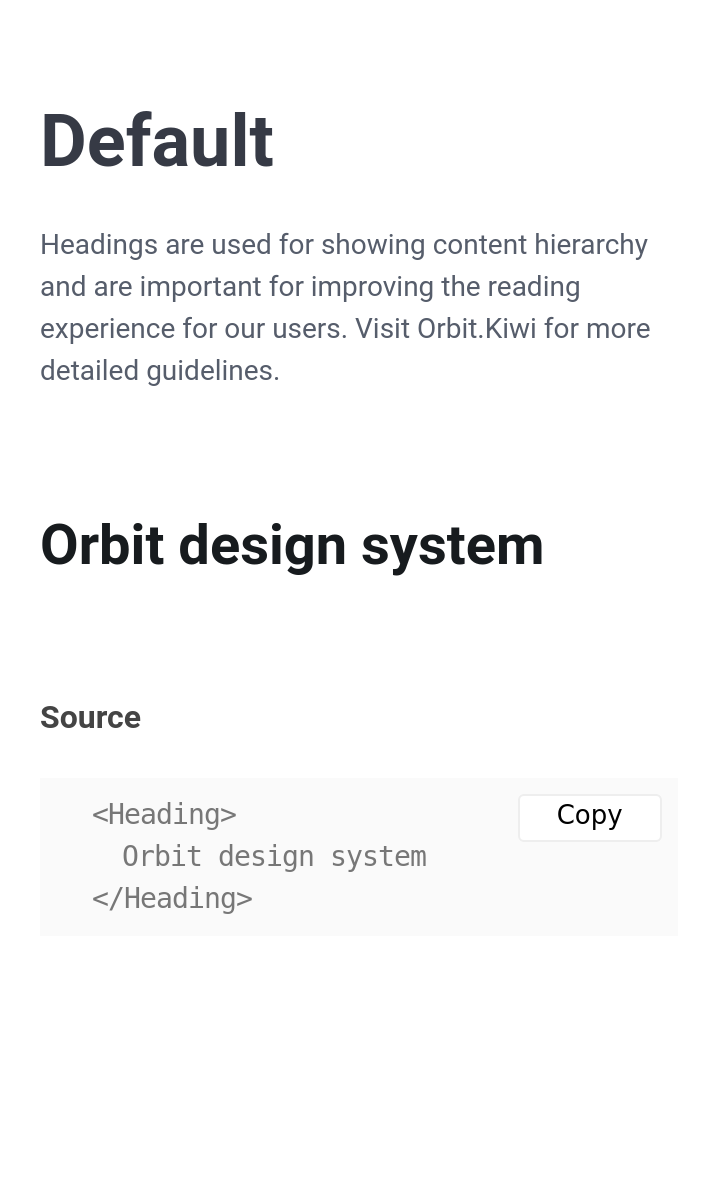 Default
Headings are used for showing content hierarchy
and are important for improving the reading
experience for our users. Visit Orbit.Kiwi for more
detailed guidelines.
Orbit design system
Source
<Heading>
Copy
Orbit design system
</Heading>